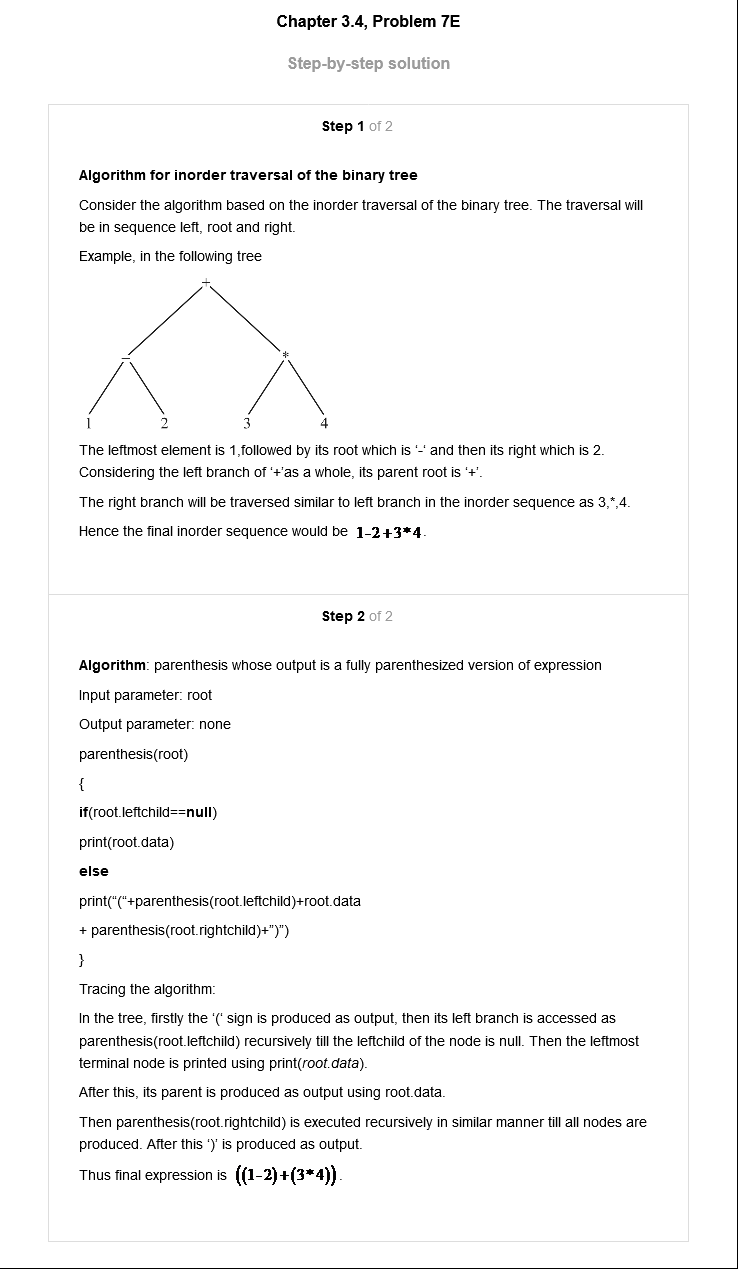 Chapter 3.4, Problem 7E
Step-by-step solution
Step 1 of 2
Algorithm for inorder traversal of the binary tree
Consider the algorithm based on the inorder traversal of the binary tree. The traversal will
be in sequence left, root and right.
Example, in the following tree
+
− *
1 2 3 4
The leftmost element is 1,followed by its root which is ‘-‘ and then its right which is 2.
Considering the left branch of ‘+’as a whole, its parent root is ‘+’.
The right branch will be traversed similar to left branch in the inorder sequence as 3,*,4.
Hence the final inorder sequence would be 1-2+3*4.
Step 2 of 2
Algorithm: parenthesis whose output is a fully parenthesized version of expression
Input parameter: root
Output parameter: none
parenthesis(root)
{
if(root.leftchild==null)
print(root.data)
else
print(“(“+parenthesis(root.leftchild)+root.data
+ parenthesis(root.rightchild)+”)”)
}
Tracing the algorithm:
In the tree, firstly the ‘(‘ sign is produced as output, then its left branch is accessed as
parenthesis(root.leftchild) recursively till the leftchild of the node is null. Then the leftmost
terminal node is printed using print(root.data).
After this, its parent is produced as output using root.data.
Then parenthesis(root.rightchild) is executed recursively in similar manner till all nodes are
produced. After this ‘)’ is produced as output.
Thus final expression is ((1-2)+(3*4)).